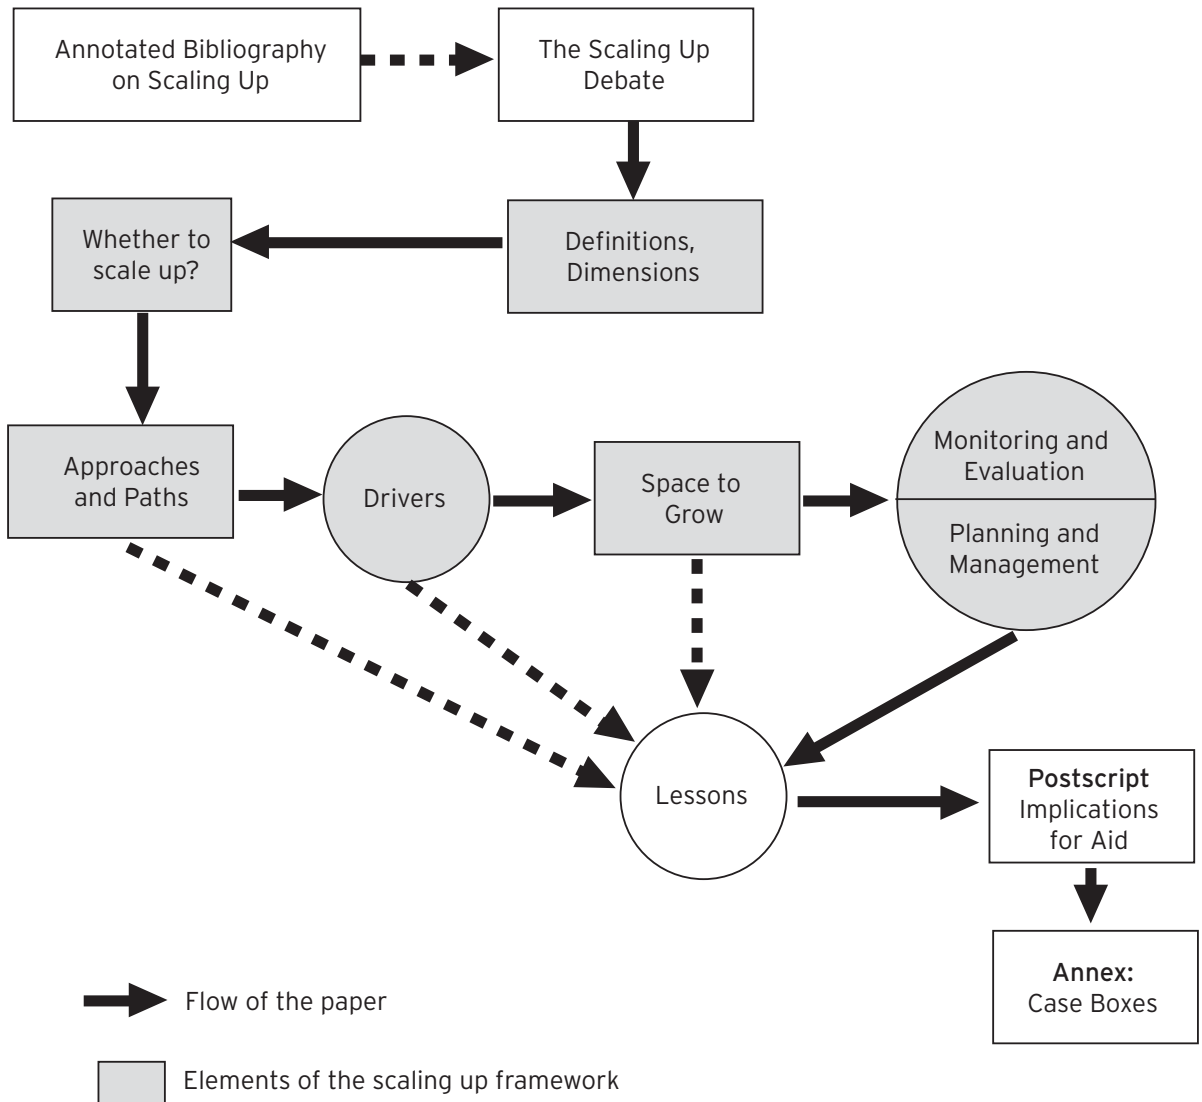 Annotated Bibliography
on Scaling Up
The Scaling Up
Debate
Whether to
scale up?
Definitions,
Dimensions
Approaches
and Paths
Drivers
Space to
Grow
Monitoring and
Evaluation
Planning and
Management
Lessons
Postscript
Implications
for Aid
Annex:
Case Boxes
Flow of the paper
Elements of the scaling up framework